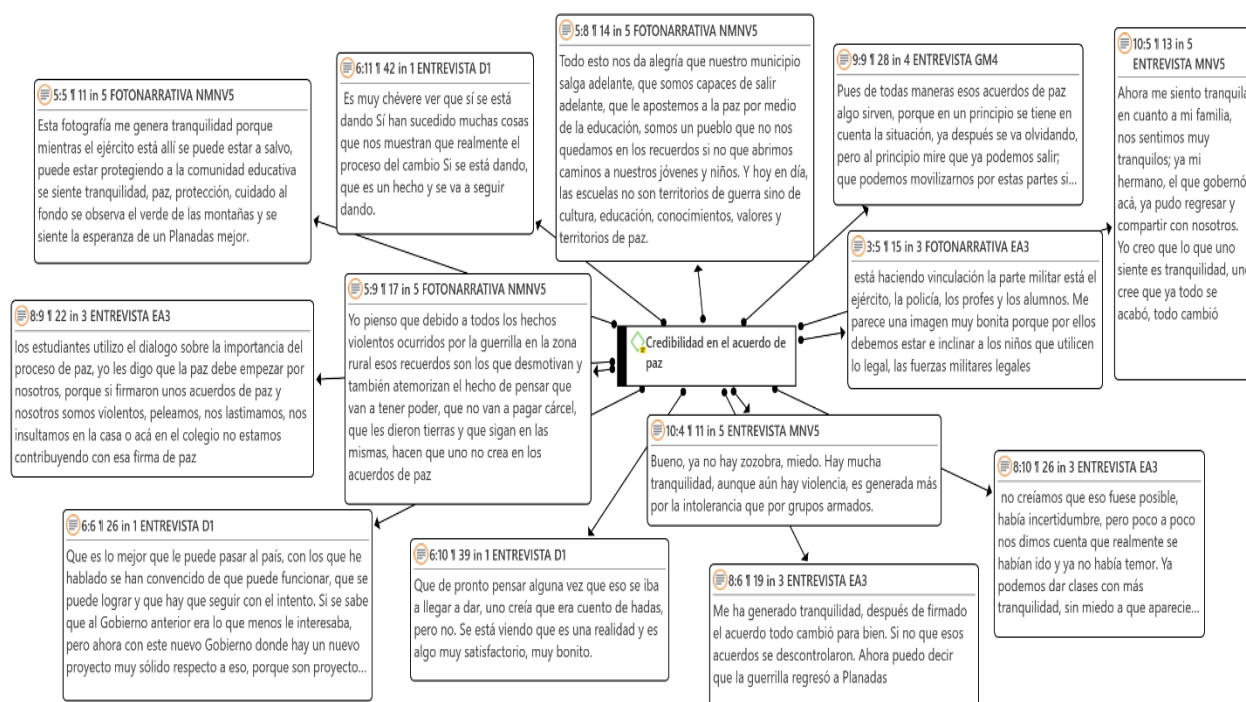 5:5 ¶ 11 in 5 FOTONARRATIVA NMNV5
Esta fotografía me genera tranquilidad porque
mientras el ejército está allí se puede estar a salvo,
puede estar protegiendo a la comunidad educativa
se siente tranquilidad, paz, protección, cuidado al
fondo se observa el verde de las montañas y se
siente la esperanza de un Planadas mejor.
6:11 ¶ 42 in 1 ENTREVISTA D1
Es muy chévere ver que sí se está
dando Sí han sucedido muchas cosas
que nos muestran que realmente el
proceso del cambio Si se está dando,
que es un hecho y se va a seguir
dando.
5:8 ¶ 14 in 5 FOTONARRATIVA NMNV5
Todo esto nos da alegría que nuestro municipio
salga adelante, que somos capaces de salir
adelante, que le apostemos a la paz por medio
de la educación, somos un pueblo que no nos
quedamos en los recuerdos si no que abrimos
caminos a nuestros jóvenes y niños. Y hoy en día,
las escuelas no son territorios de guerra sino de
cultura, educación, conocimientos, valores y
territorios de paz.
9:9 ¶ 28 in 4 ENTREVISTA GM4
Pues de todas maneras esos acuerdos de paz
algo sirven, porque en un principio se tiene en
cuenta la situación, ya después se va olvidando,
pero al principio mire que ya podemos salir;
que podemos movilizarnos por estas partes si...
10:5 ¶ 13 in 5
ENTREVISTA MNV5
Ahora me siento tranquila
en cuanto a mi familia,
nos sentimos muy
tranquilos; ya mi
hermano, el que gobernó
acá, ya pudo regresar y
compartir con nosotros.
Yo creo que lo que uno
siente es tranquilidad, uno
cree que ya todo se
acabó, todo cambió
3:5 ¶ 15 in 3 FOTONARRATIVA EA3
está haciendo vinculación la parte militar está el
ejército, la policía, los profes y los alumnos. Me
parece una imagen muy bonita porque por ellos
debemos estar e inclinar a los niños que utilicen
lo legal, las fuerzas militares legales
8:9 ¶ 22 in 3 ENTREVISTA EA3
los estudiantes utilizo el dialogo sobre la importancia del
proceso de paz, yo les digo que la paz debe empezar por
nosotros, porque si firmaron unos acuerdos de paz y
nosotros somos violentos, peleamos, nos lastimamos, nos
insultamos en la casa o acá en el colegio no estamos
contribuyendo con esa firma de paz
5:9 ¶ 17 in 5 FOTONARRATIVA NMNV5
Yo pienso que debido a todos los hechos
violentos ocurridos por la guerrilla en la zona
rural esos recuerdos son los que desmotivan y
también atemorizan el hecho de pensar que
van a tener poder, que no van a pagar cárcel,
que les dieron tierras y que sigan en las
mismas, hacen que uno no crea en los
acuerdos de paz
Credibilidad en el acuerdo de
paz
10:4 ¶ 11 in 5 ENTREVISTA MNV5
Bueno, ya no hay zozobra, miedo. Hay mucha
tranquilidad, aunque aún hay violencia, es generada más
por la intolerancia que por grupos armados.
8:10 ¶ 26 in 3 ENTREVISTA EA3
no creíamos que eso fuese posible,
había incertidumbre, pero poco a poco
nos dimos cuenta que realmente se
habían ido y ya no había temor. Ya
podemos dar clases con más
tranquilidad, sin miedo a que aparecie...
6:6 ¶ 26 in 1 ENTREVISTA D1
Que es lo mejor que le puede pasar al país, con los que he
hablado se han convencido de que puede funcionar, que se
puede lograr y que hay que seguir con el intento. Si se sabe
que al Gobierno anterior era lo que menos le interesaba,
pero ahora con este nuevo Gobierno donde hay un nuevo
proyecto muy sólido respecto a eso, porque son proyecto...
6:10 ¶ 39 in 1 ENTREVISTA D1
Que de pronto pensar alguna vez que eso se iba
a llegar a dar, uno creía que era cuento de hadas,
pero no. Se está viendo que es una realidad y es
algo muy satisfactorio, muy bonito.
8:6 ¶ 19 in 3 ENTREVISTA EA3
Me ha generado tranquilidad, después de firmado
el acuerdo todo cambió para bien. Si no que esos
acuerdos se descontrolaron. Ahora puedo decir
que la guerrilla regresó a Planadas